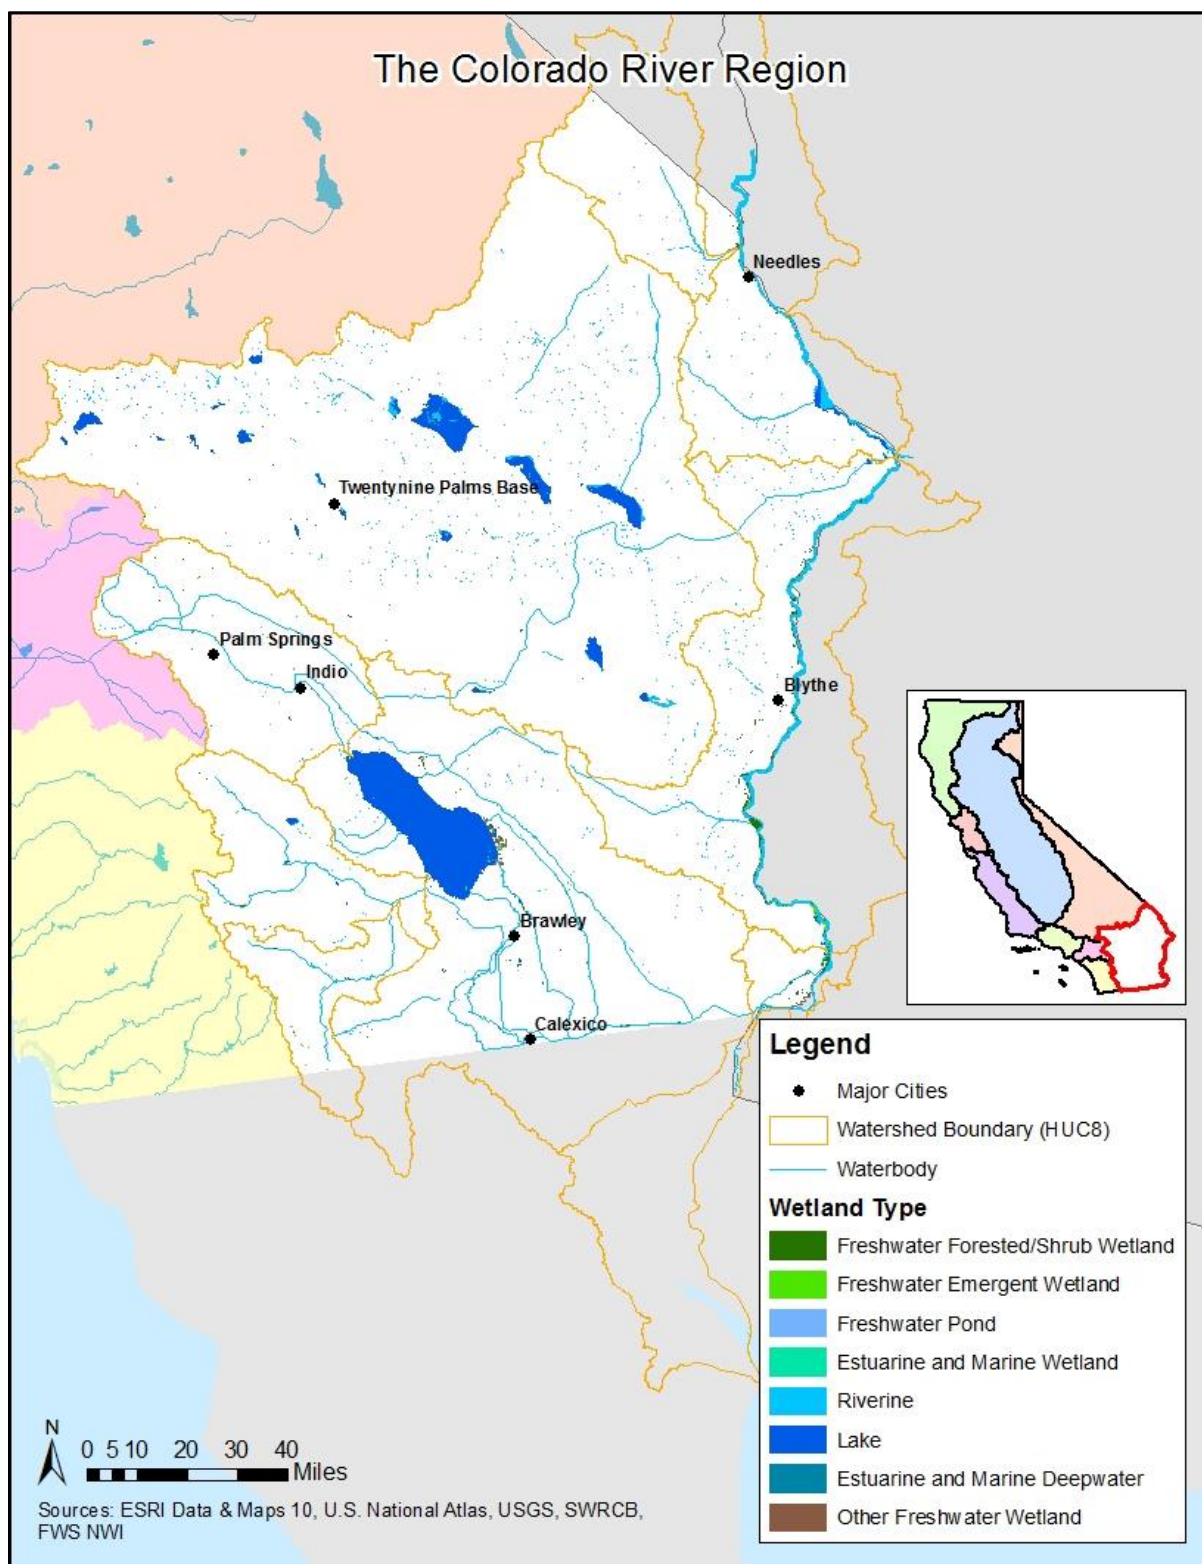 The Colorado River Region
Needles
Twentynine Palms Base
Palm Springs
Indio
Blythe
Brawley
Calexico
Legend
Major Cities
Watershed Boundary (HUC8)
Waterbody
Wetland Type
Freshwater Forested/Shrub Wetland
Freshwater Emergent Wetland
Freshwater Pond
Estuarine and Marine Wetland
Riverine
Lake
Estuarine and Marine Deepwater
Other Freshwater Wetland
N
0 5 10 20 30 40
Miles
Sources: ESRI Data & Maps 10, U.S. National Atlas, USGS, SWRCB,
FWS NWI